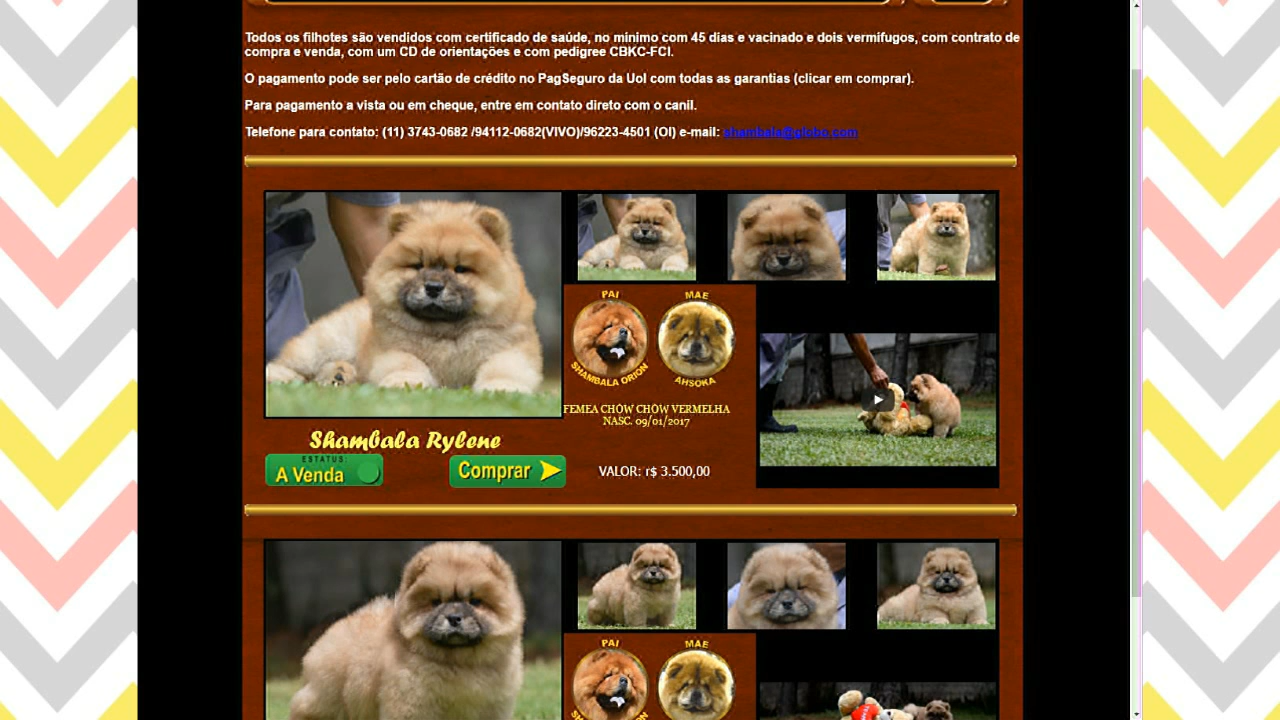 Todos os filhotes são vendidos com certificado de saúde, no minimo com 45 dias e vacinado e dois vermífugos, com contrato de
compra e venda, com um CD de orientações e com pedigree CBKC-FCI.
O pagamento pode ser pelo cartão de crédito no PagSeguro da Uol com todas as garantias (clicar em comprar).
Para pagamento a vista ou em cheque, entre em contato direto com o canil.
Telefone para contato: (11) 3743-0682 /94112-0682(VIVO)/96223-4501 (OI) e-mail: shambala@globo.com
PAI MAE
SHAMBALA ORION AHSOKA
FEMEA CHOW CHOW VERMELHA
NASC. 09/01/2017
Shambala Rylene
ESTATUS:
A Venda
Comprar
VALOR: r$ 3.500,00
PAI MAE